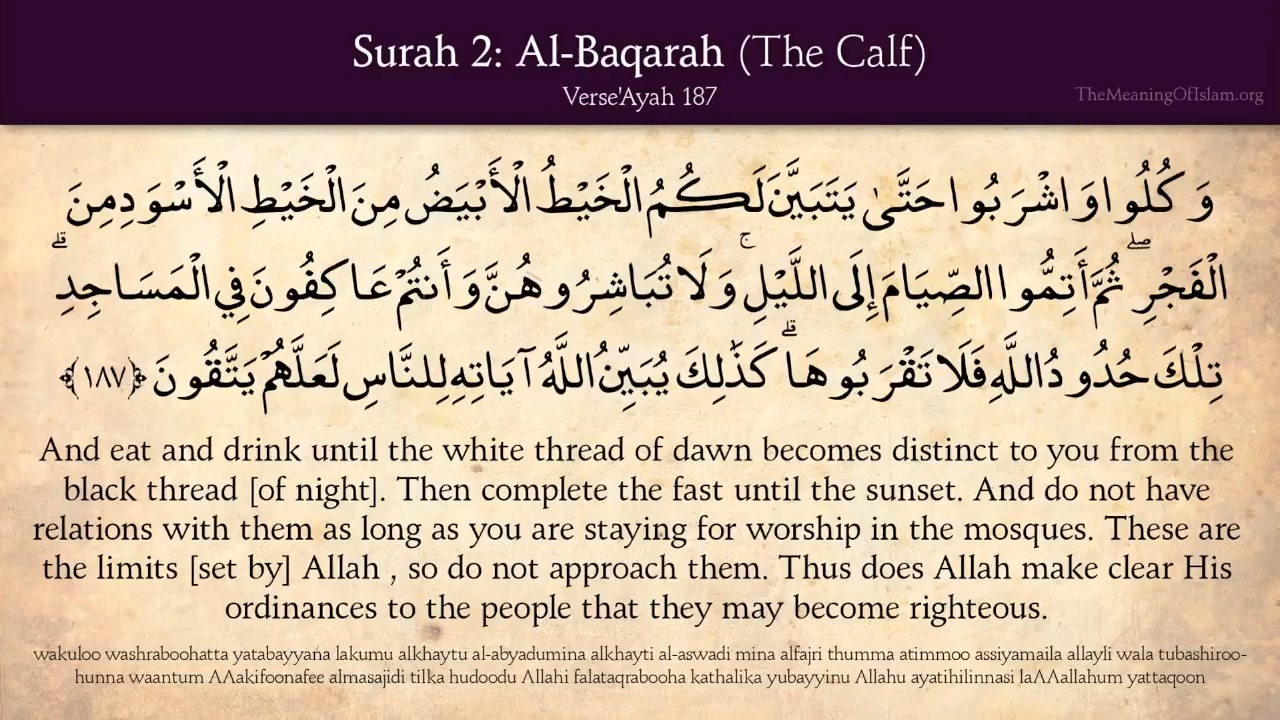 Surah 2: Al-Baqarah (The Calf)
Verse'Ayah 187
TheMeaningOfIslam.org
وَكُلُوا وَاشْرَبُوا حَتَّىٰ يَتَبَيَّنَ لَكُمُ الْخَيْطُ الْأَبْيَضُ مِنَ الْخَيْطِ الْأَسْوَدِ مِنَ
الْفَجْرِ ۖ ثُمَّ أَتِمُّوا الصِّيَامَ إِلَى اللَّيْلِ ۚ وَلَا تُبَاشِرُوهُنَّ وَأَنتُمْ عَاكِفُونَ فِي الْمَسَاجِدِ ۗ
تِلْكَ حُدُودُ اللَّهِ فَلَا تَقْرَبُوهَا ۗ كَذَٰلِكَ يُبَيِّنُ اللَّهُ آيَاتِهِ لِلنَّاسِ لَعَلَّهُمْ يَتَّقُونَ ﴿١٨٧﴾
And eat and drink until the white thread of dawn becomes distinct to you from the
black thread [of night]. Then complete the fast until the sunset. And do not have
relations with them as long as you are staying for worship in the mosques. These are
the limits [set by] Allah , so do not approach them. Thus does Allah make clear His
ordinances to the people that they may become righteous.
wakuloo washraboohatta yatabayyana lakumu alkhaytu al-abyadumina alkhayti al-aswadi mina alfajri thumma atimmoo assiyamaila allayli wala tubashiroo-
hunna waantum AAakifoonafee almasajidi tilka hudoodu Allahi falataqrabooha kathalika yubayyinu Allahu ayatihilinnasi laAAallahum yattaqoon